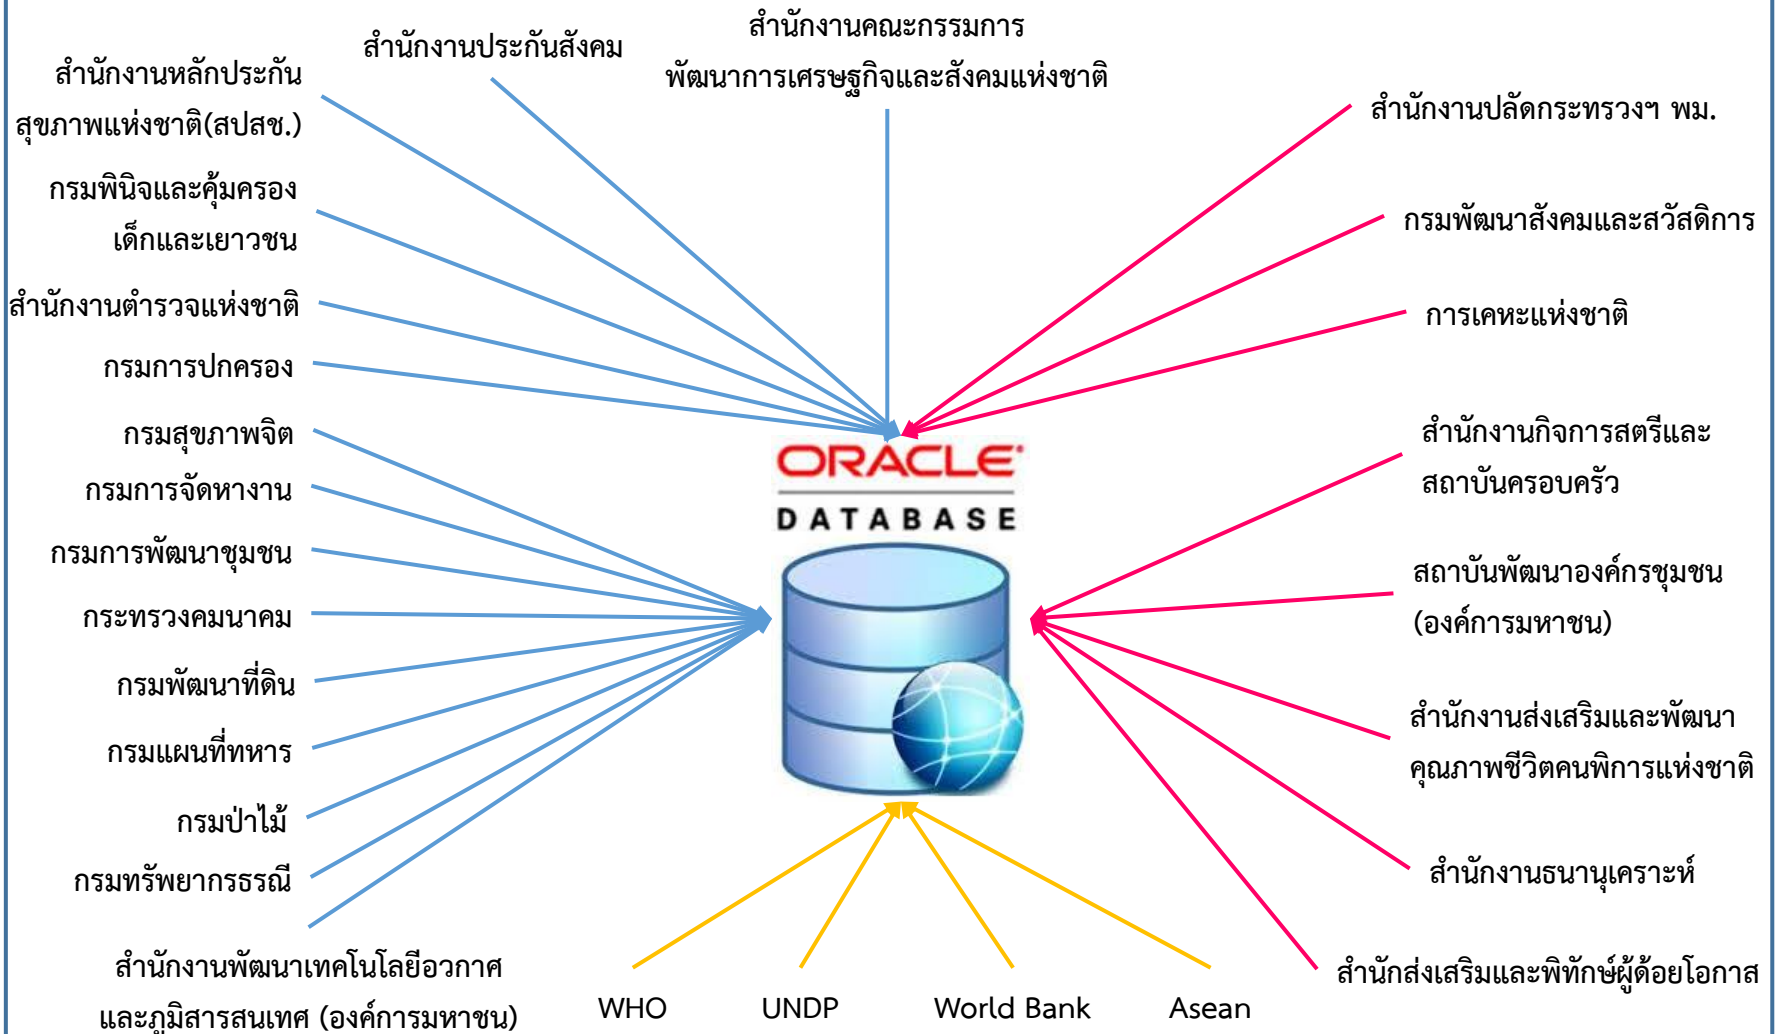 สำนักงานคณะกรรมการ
พัฒนาการเศรษฐกิจและสังคมแห่งชาติ
สำนักงานประกันสังคม
สำนักงานหลักประกัน
สุขภาพแห่งชาติ(สปสช.)
กรมพินิจและคุ้มครอง
เด็กและเยาวชน
สำนักงานตำรวจแห่งชาติ
กรมการปกครอง
กรมสุขภาพจิต
กรมการจัดหางาน
กรมการพัฒนาชุมชน
กระทรวงคมนาคม
กรมพัฒนาที่ดิน
กรมแผนที่ทหาร
กรมป่าไม้
กรมทรัพยากรธรณี
สำนักงานพัฒนาเทคโนโลยีอวกาศ
และภูมิสารสนเทศ (องค์การมหาชน)
ORACLE
DATABASE
WHO
UNDP
World Bank
Asean
สำนักงานปลัดกระทรวงฯ พม.
กรมพัฒนาสังคมและสวัสดิการ
การเคหะแห่งชาติ
สำนักงานกิจการสตรีและ
สถาบันครอบครัว
สถาบันพัฒนาองค์กรชุมชน
(องค์การมหาชน)
สำนักงานส่งเสริมและพัฒนา
คุณภาพชีวิตคนพิการแห่งชาติ
สำนักงานธนานุเคราะห์
สำนักส่งเสริมและพิทักษ์ผู้ด้อยโอกาส